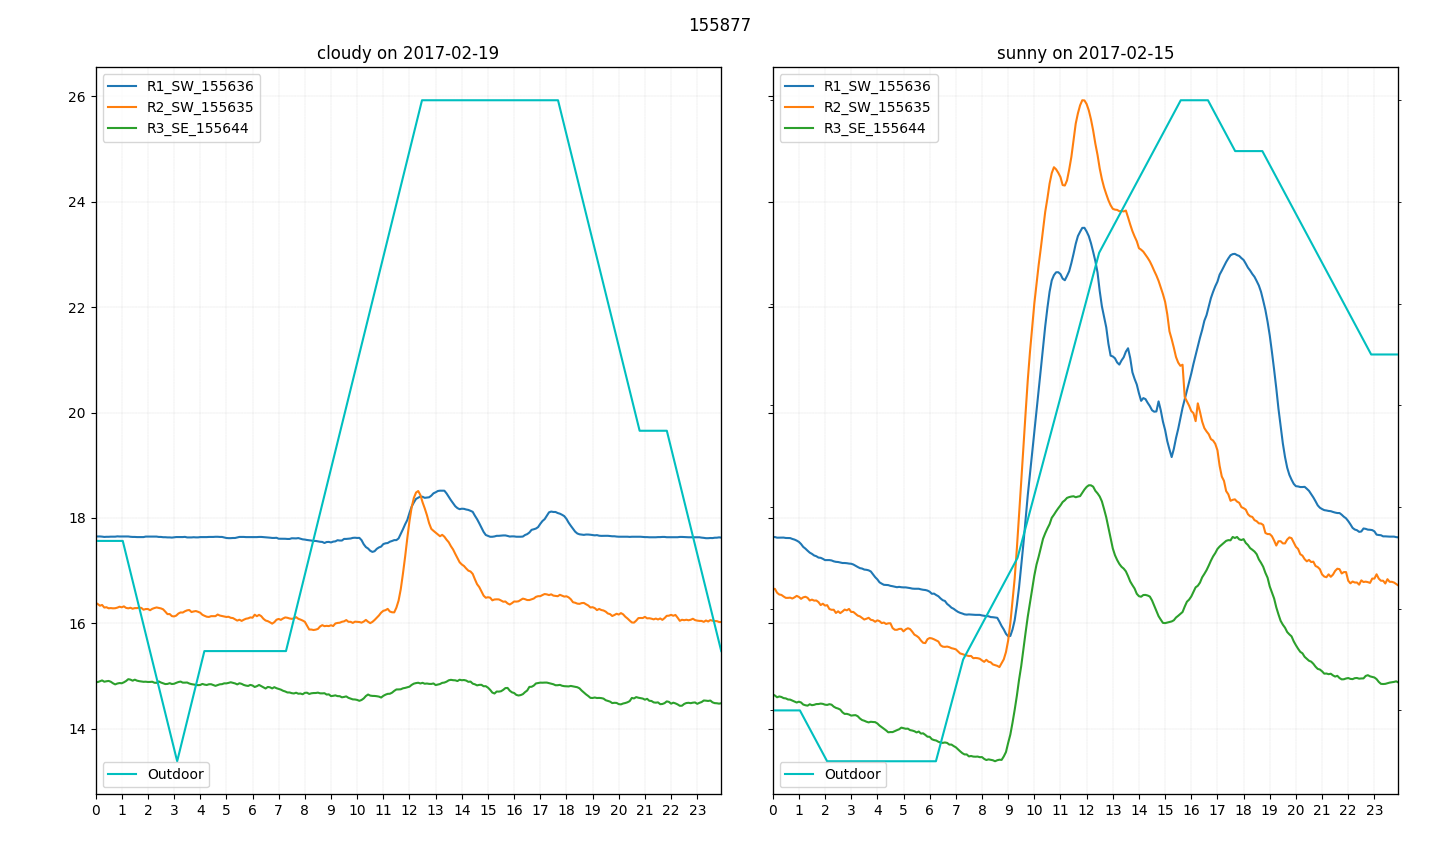 155877
cloudy on 2017-02-19
R1_SW_155636
R2_SW_155635
R3_SE_155644
26
24
22
20
18
16
14
Outdoor
0 1 2 3 4 5 6 7 8 9 10 11 12 13 14 15 16 17 18 19 20 21 22 23
sunny on 2017-02-15
R1_SW_155636
R2_SW_155635
R3_SE_155644
Outdoor
0 1 2 3 4 5 6 7 8 9 10 11 12 13 14 15 16 17 18 19 20 21 22 23